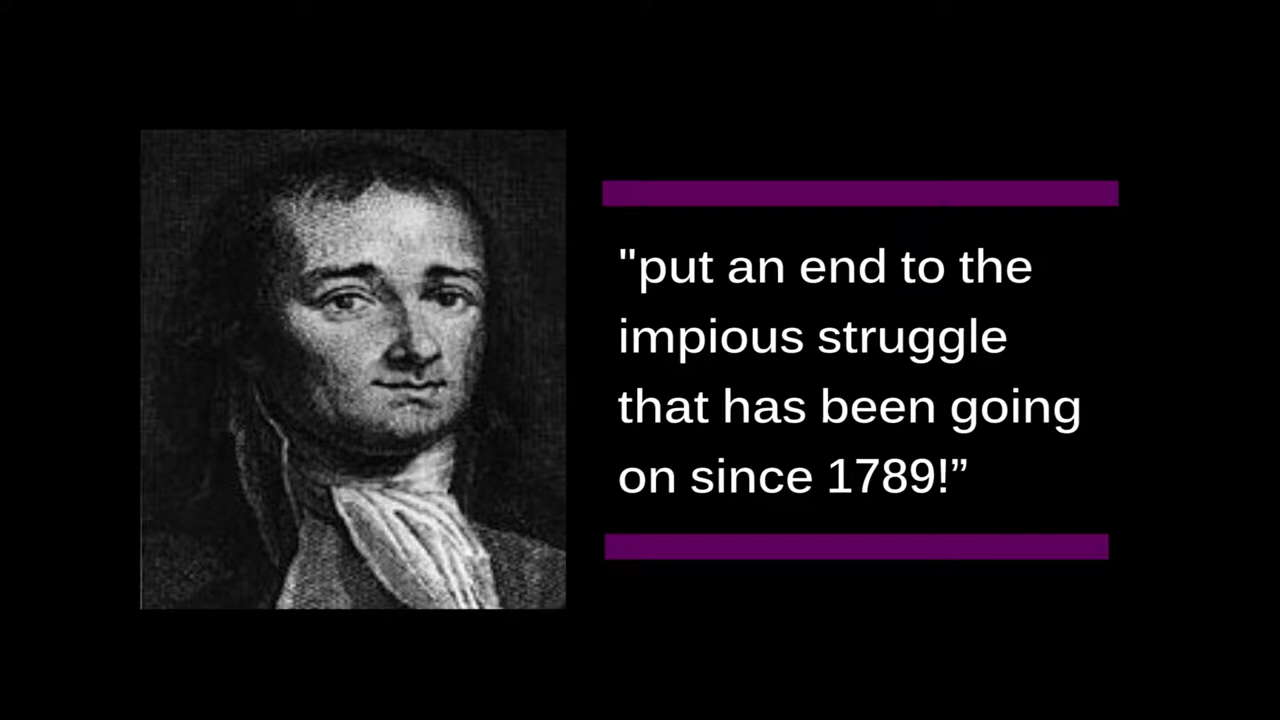 "put an end to the
impious struggle
that has been going
on since 1789!”